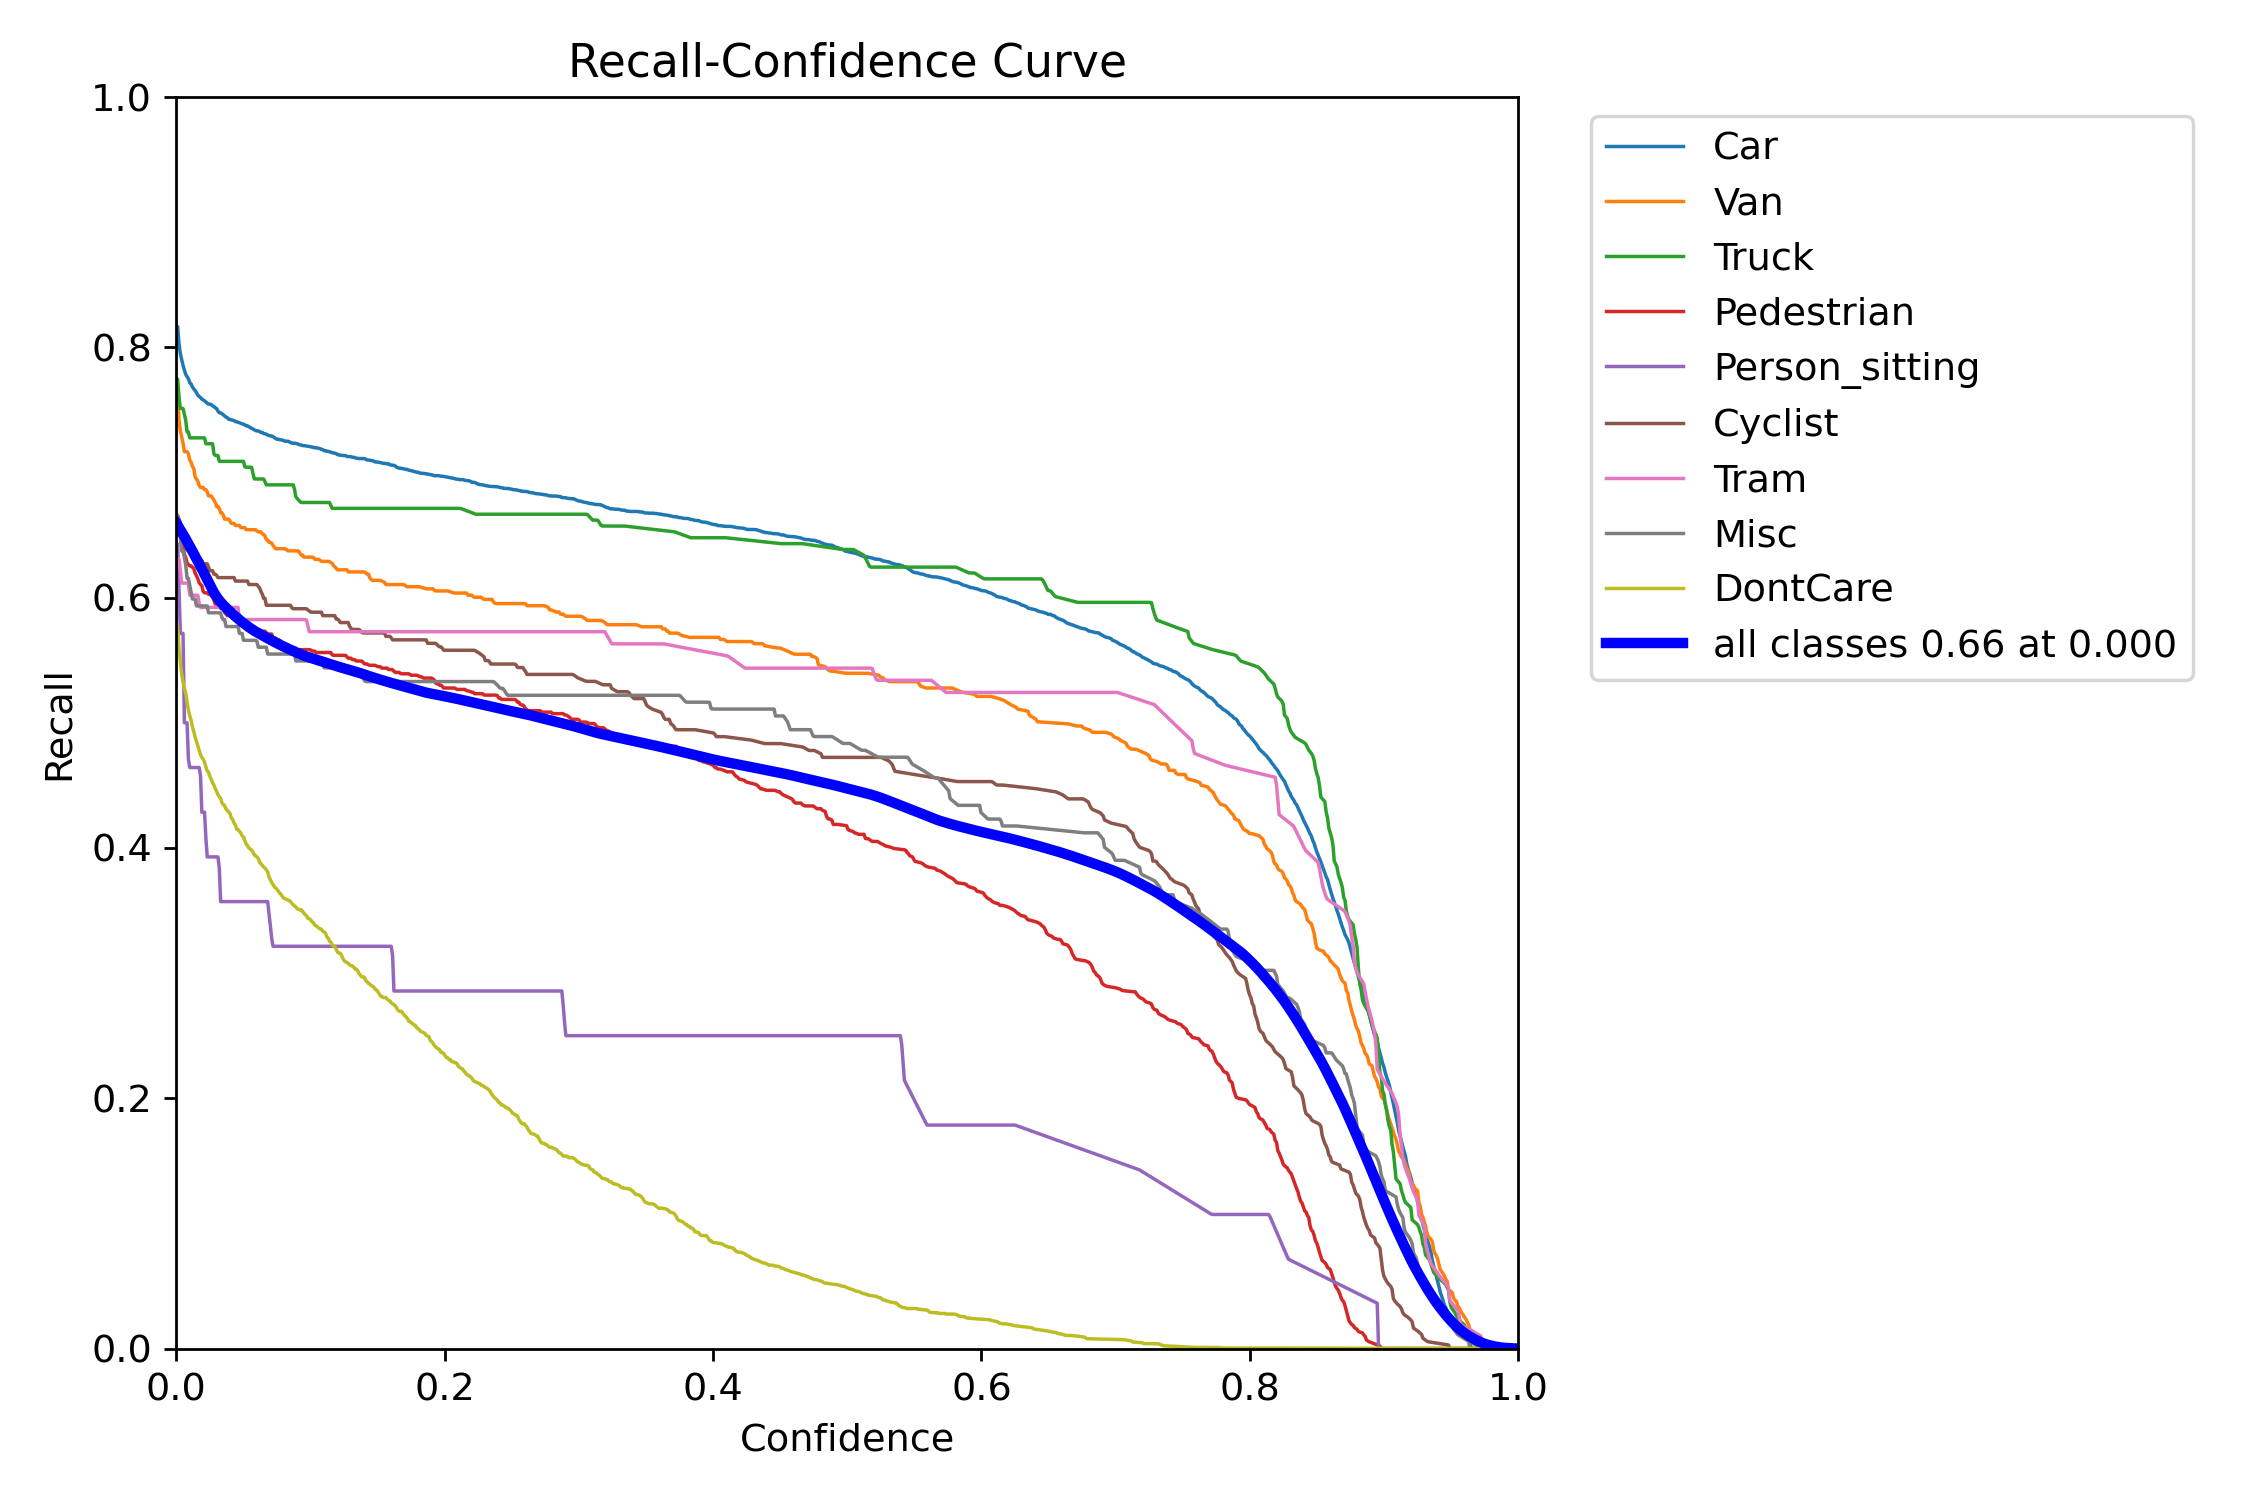 Recall-Confidence Curve
1.0
0.8
0.6
0.4
0.2
0.0
Recall
0.0 0.2 0.4 0.6 0.8 1.0
Confidence
Car
Van
Truck
Pedestrian
Person_sitting
Cyclist
Tram
Misc
DontCare
all classes 0.66 at 0.000